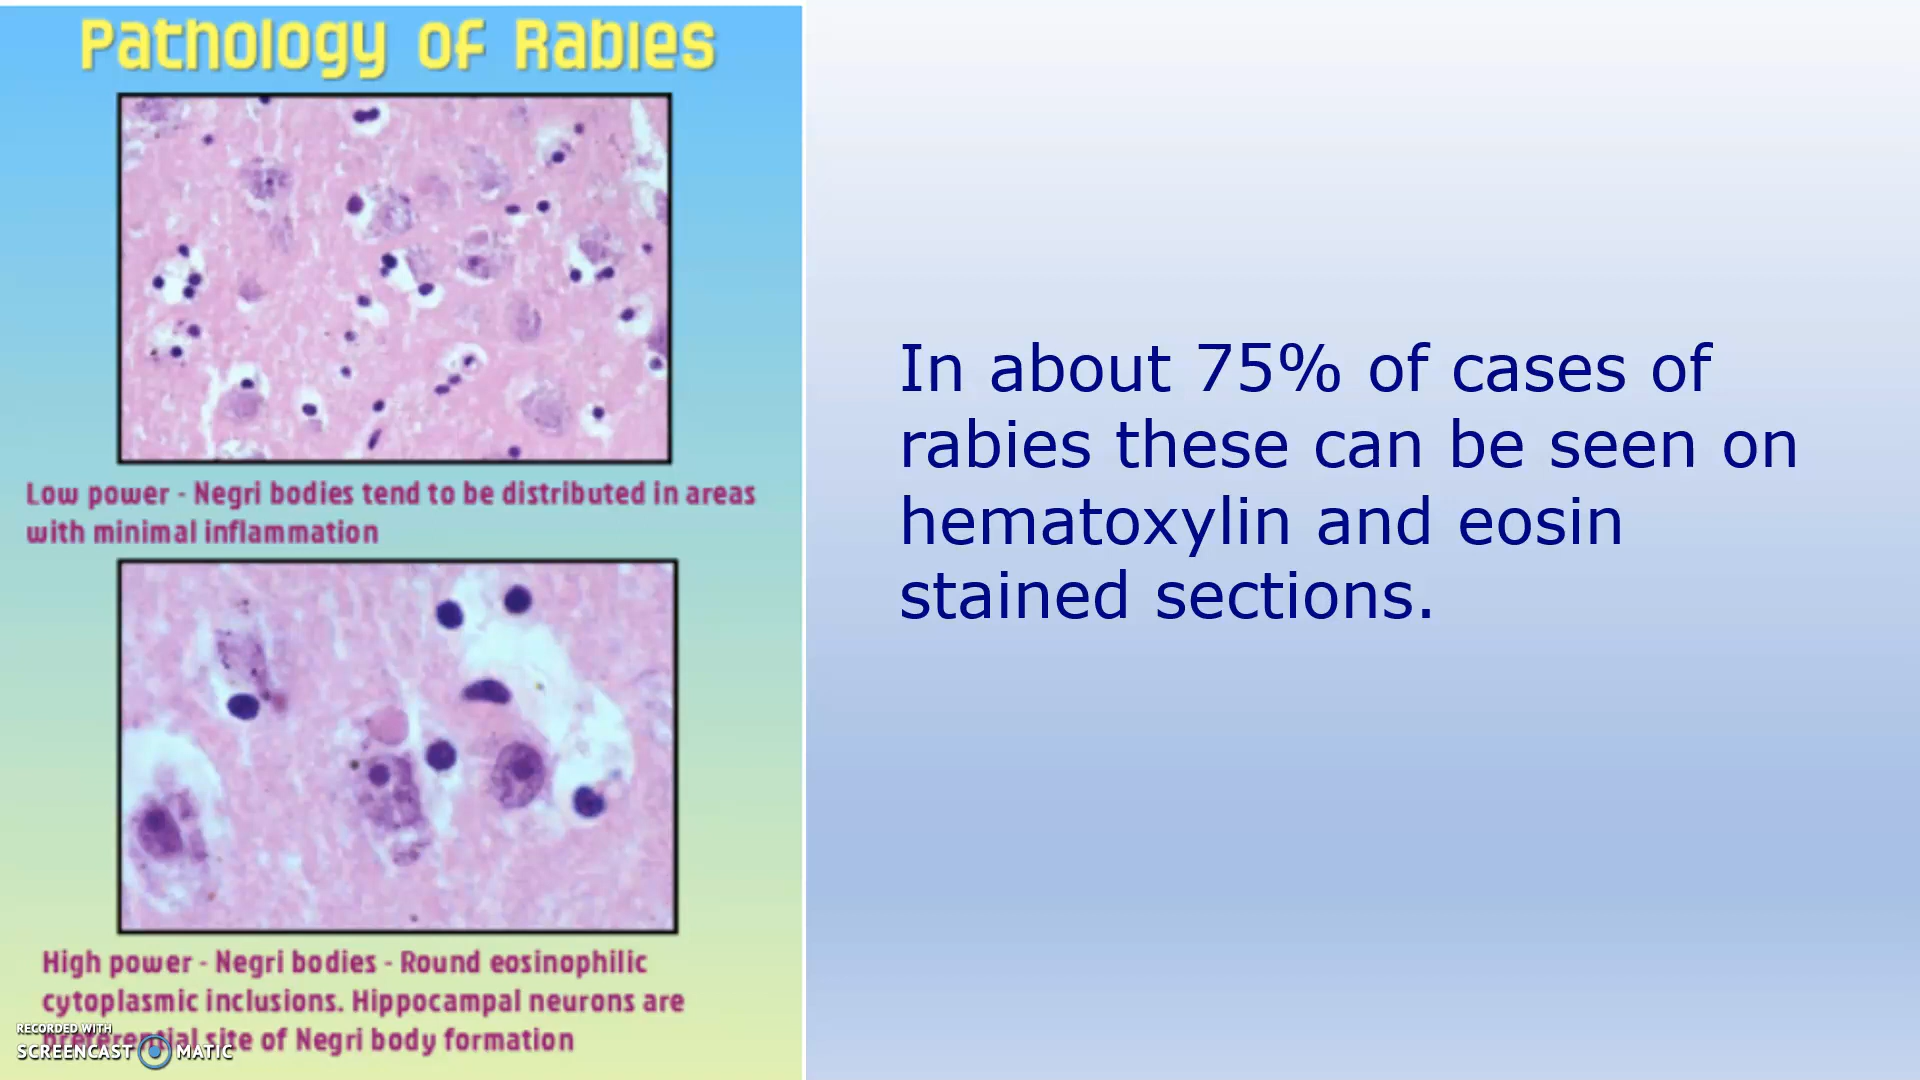 Pathology of Rabies
Low power - Negri bodies tend to be distributed in areas
with minimal inflammation
High power - Negri bodies - Round eosinophilic
cytoplasmic inclusions. Hippocampal neurons are
preferential site of Negri body formation
In about 75% of cases of
rabies these can be seen on
hematoxylin and eosin
stained sections.
RECORDED WITH
SCREENCAST MATIC